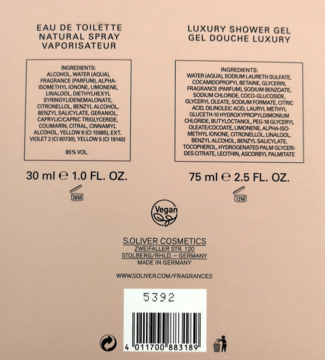 EAU DE TOILETTE
NATURAL SPRAY
VAPORISATEUR
INGREDIENTS:
ALCOHOL, WATER (AQUA),
FRAGRANCE (PARFUM), ALPHA-
ISOMETHYL IONONE, LIMONENE,
LINALOOL, DIETHYLHEXYL
SYRINGYLIDENEMALONATE,
CITRONELLOL, BENZYL ALCOHOL,
BENZYL SALICYLATE, GERANIOL,
CAPRYLIC/CAPRIC TRIGLYCERIDE,
COUMARIN, CITRAL, CINNAMYL
ALCOHOL, YELLOW 6 (CI 15985), EXT.
VIOLET 2 (CI 60730), YELLOW 5 (CI 19140)
85% VOL.
30 ml e 1.0 FL. OZ.
36M
LUXURY SHOWER GEL
GEL DOUCHE LUXURY
INGREDIENTS:
WATER (AQUA), SODIUM LAURETH SULFATE,
COCAMIDOPROPYL BETAINE, GLYCERIN,
FRAGRANCE (PARFUM), SODIUM BENZOATE,
SODIUM CHLORIDE, COCO-GLUCOSIDE,
GLYCERYL OLEATE, SODIUM FORMATE, CITRIC
ACID, DILINOLEIC ACID, LAURYL METHYL
GLUCETH-10 HYDROXYPROPYLDIMONIUM
CHLORIDE, BUTYLOCTANOL, PEG-18 GLYCERYL
OLEATE/COCOATE, LIMONENE, ALPHA-ISO-
METHYL IONONE, CITRONELLOL, LINALOOL,
BENZYL ALCOHOL, BENZYL SALICYLATE,
TOCOPHEROL, HYDROGENATED PALM GLYCERI-
DES CITRATE, LECITHIN, ASCORBYL PALMITATE
75 ml e 2.5 FL. OZ.
12M
Vegan
S.OLIVER COSMETICS
ZWEIFALLER STR. 120
STOLBERG/RHLD. – GERMANY
MADE IN GERMANY
WWW.SOLIVER.COM/FRAGRANCES
5392
4 011700 883189